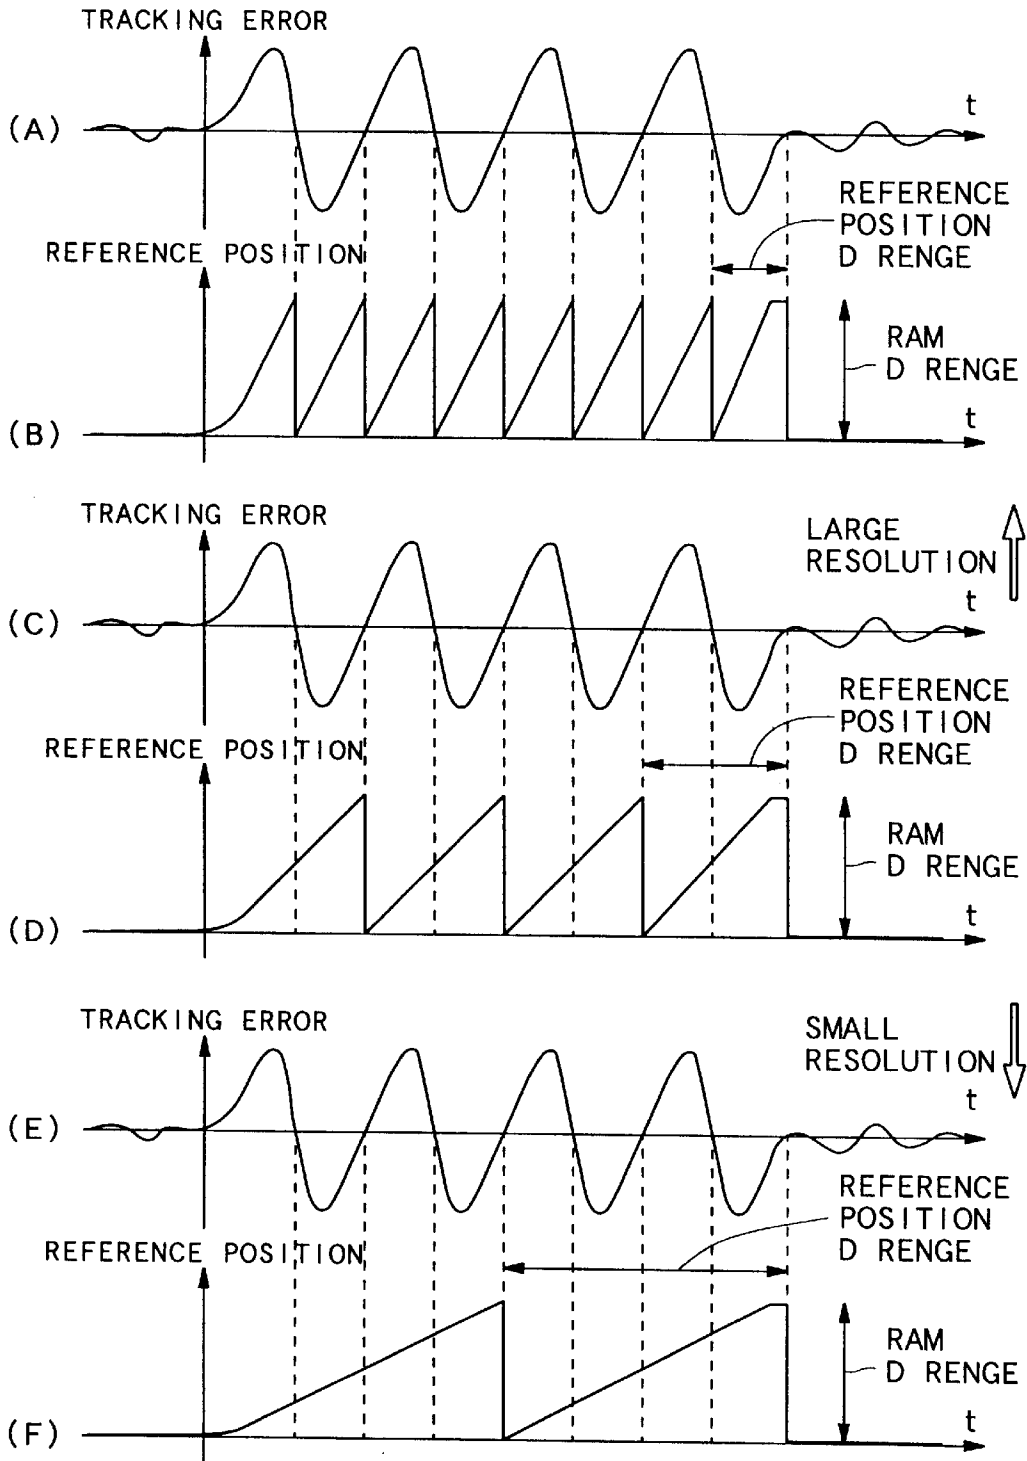 TRACKING ERROR
(A)
t
REFERENCE
POSITION
D RENGE
REFERENCE POSITION
RAM
D RENGE
(B)
t
TRACKING ERROR
LARGE
RESOLUTION
(C)
t
REFERENCE
POSITION
D RENGE
REFERENCE POSITION
RAM
D RENGE
(D)
t
TRACKING ERROR
SMALL
RESOLUTION
(E)
t
REFERENCE
POSITION
D RENGE
REFERENCE POSITION
RAM
D RENGE
(F)
t